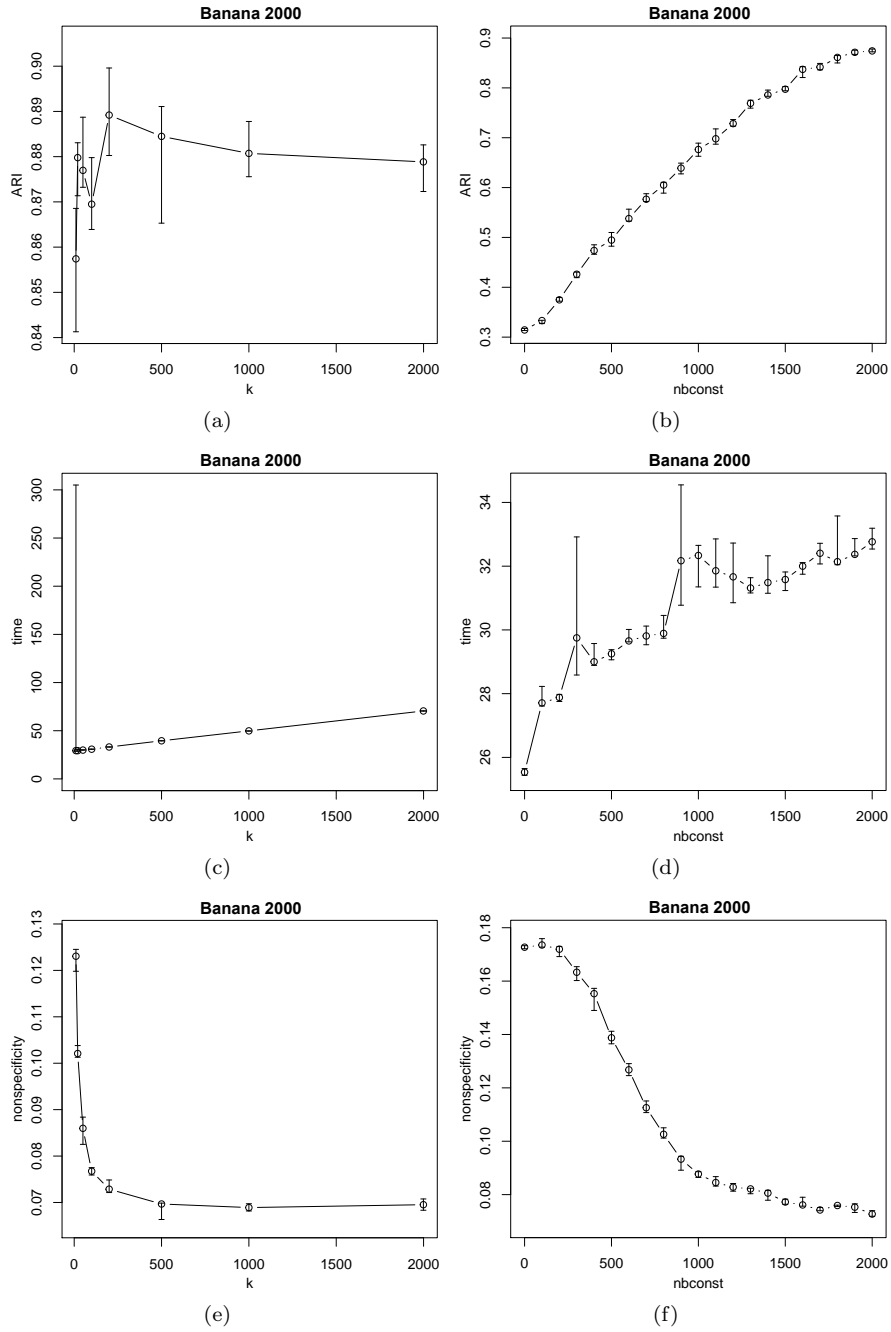 Banana 2000
ARI
0.84 0.85 0.86 0.87 0.88 0.89 0.90
0 500 1000 1500 2000
k
(a)
Banana 2000
ARI
0.3 0.4 0.5 0.6 0.7 0.8 0.9
0 500 1000 1500 2000
nbconst
(b)
Banana 2000
time
0 50 100 150 200 250 300
0 500 1000 1500 2000
k
(c)
Banana 2000
time
26 28 30 32 34
0 500 1000 1500 2000
nbconst
(d)
Banana 2000
nonspecificity
0.07 0.08 0.09 0.10 0.11 0.12 0.13
0 500 1000 1500 2000
k
(e)
Banana 2000
nonspecificity
0.08 0.10 0.12 0.14 0.16 0.18
0 500 1000 1500 2000
nbconst
(f)